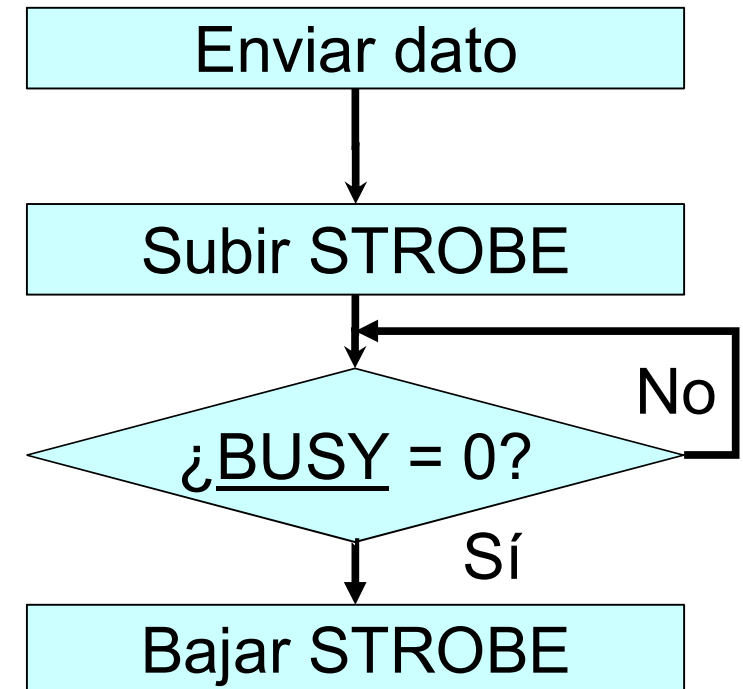 Enviar dato
Subir STROBE
No
¿BUSY = 0?
Sí
Bajar STROBE